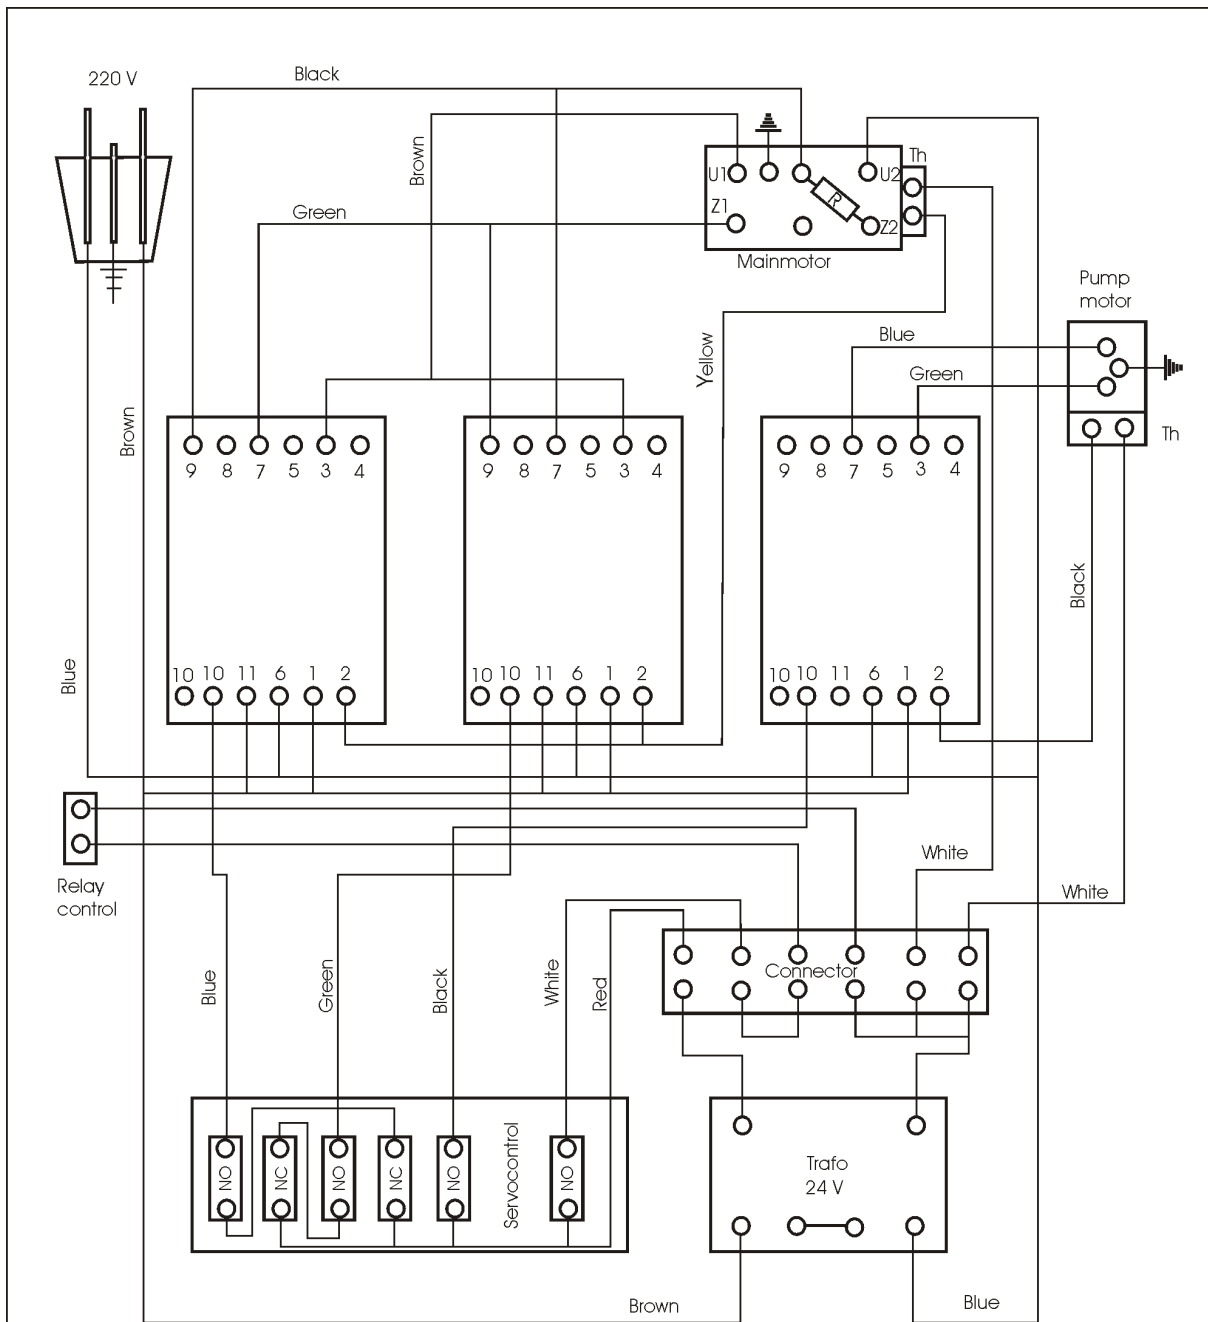 220 V
Black
Brown
Green
U1
U2
Th
Z1
R
Z2
Mainmotor
Pump
motor
Blue
Green
Yellow
Th
Brown
9 8 7 5 3 4
9 8 7 5 3 4
9 8 7 5 3 4
Black
Blue
10 10 11 6 1 2
10 10 11 6 1 2
10 10 11 6 1 2
Relay
control
White
White
Connector
Blue
Green
Black
White
Red
Servocontrol
NO
NC
NO
NC
NO
NO
Trafo
24 V
Brown
Blue